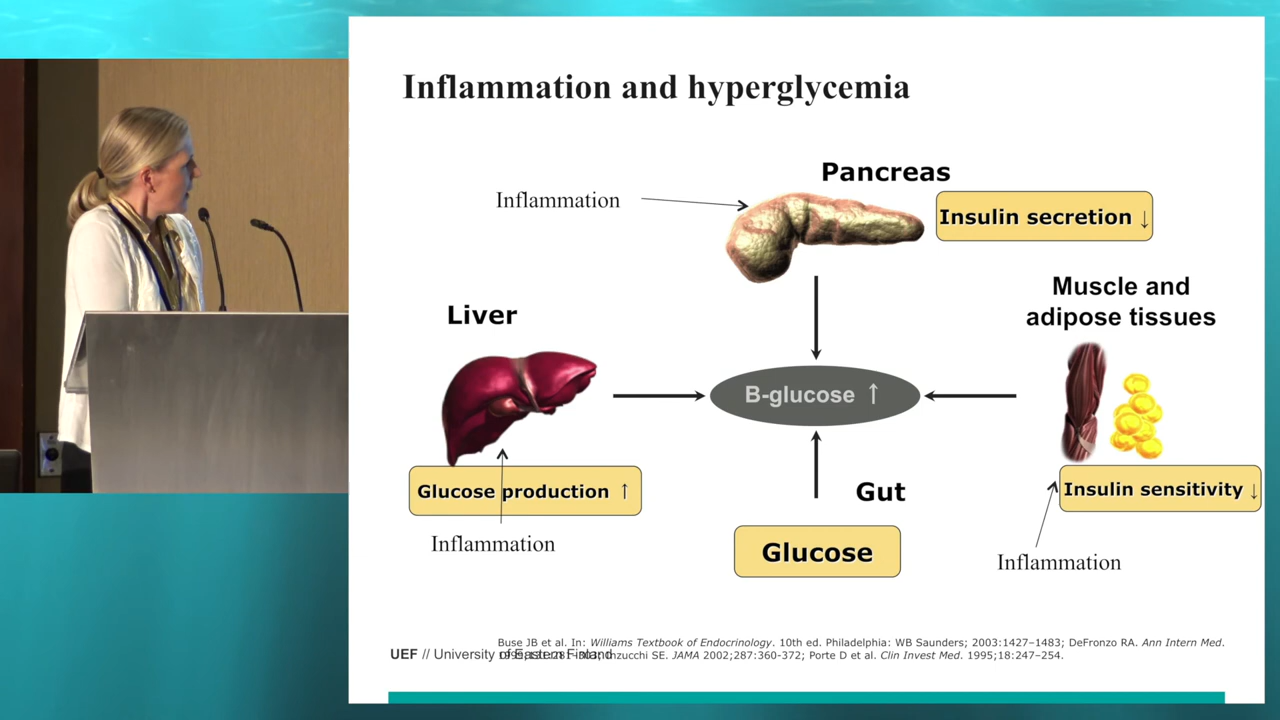 Inflammation and hyperglycemia
Pancreas
Inflammation
Insulin secretion ↓
Muscle and
adipose tissues
Liver
B-glucose ↑
Glucose production ↑
Gut
Insulin sensitivity ↓
Inflammation
Glucose
Inflammation
Buse JB et al. In: Williams Textbook of Endocrinology. 10th ed. Philadelphia: WB Saunders; 2003:1427–1483; DeFronzo RA. Ann Intern Med.
SE. JAMA 2002;287:360-372; Porte D et al. Clin Invest Med. 1995;18:247–254.
UEF // University of Eastern Finland